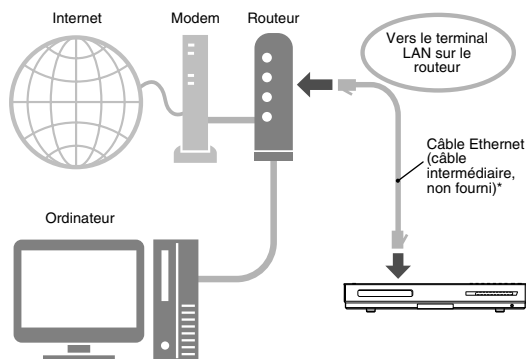 Internet
Modem
Routeur
Vers le terminal
LAN sur le
routeur
Câble Ethernet
(câble
intermédiaire,
non fourni)*
Ordinateur